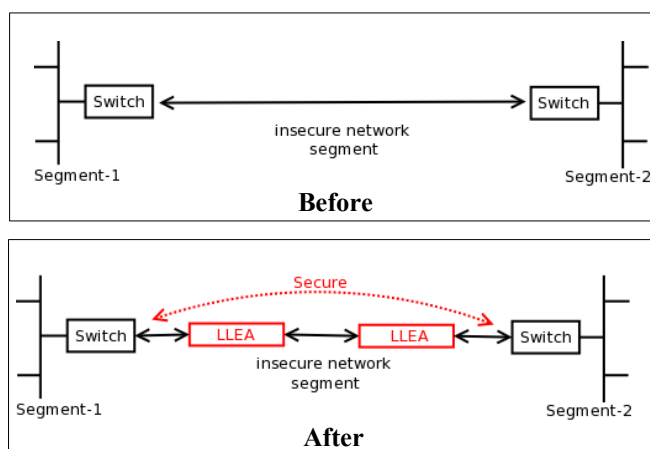 Switch
Switch
insecure network
segment
Segment-1
Segment-2
Before
Secure
Switch
LLEA
LLEA
Switch
insecure network
segment
Segment-1
Segment-2
After